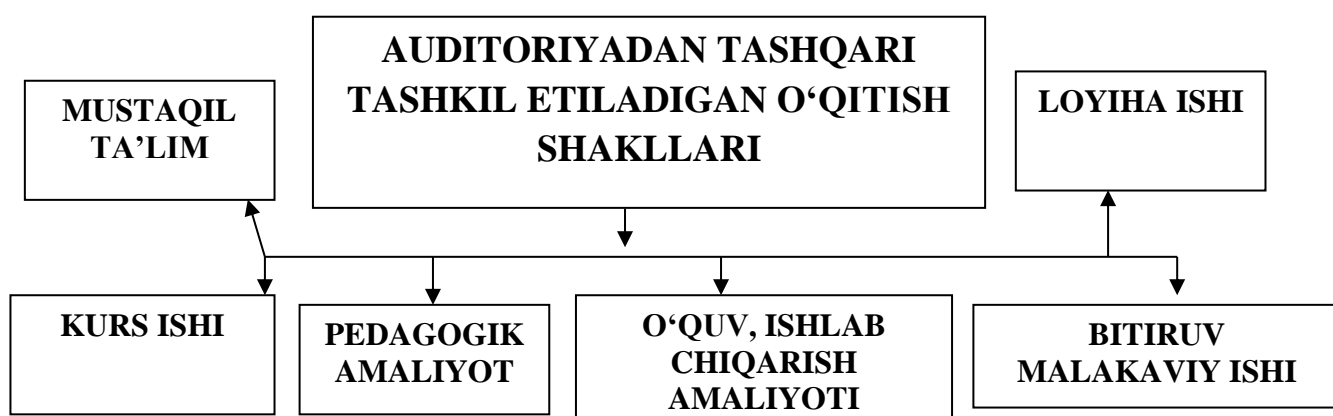 AUDITORIYADAN TASHQARI
TASHKIL ETILADIGAN O‘QITISH
SHAKLLARI
MUSTAQIL
TA’LIM
LOYIHA ISHI
KURS ISHI
PEDAGOGIK
AMALIYOT
O‘QUV, ISHLAB
CHIQARISH
AMALIYOTI
BITIRUV
MALAKAVIY ISHI